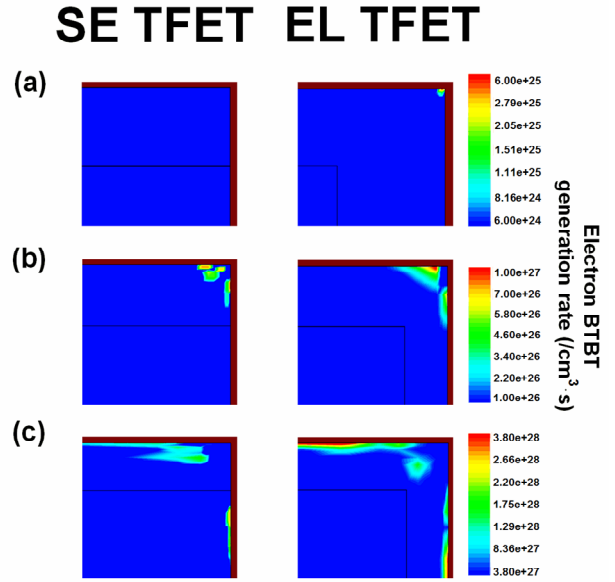 SE TFET EL TFET
(a)
6.00e+25
2.79e+25
2.05e+25
1.51e+25
1.11e+25
8.16e+24
6.00e+24
(b)
1.00e+27
7.00e+26
5.80e+26
4.60e+26
3.40e+26
2.20e+26
1.00e+26
(c)
3.80e+28
2.66e+28
2.20e+28
1.75e+28
1.29e+28
8.36e+27
3.80e+27
Electron BTBT
generation rate (/cm³·s)